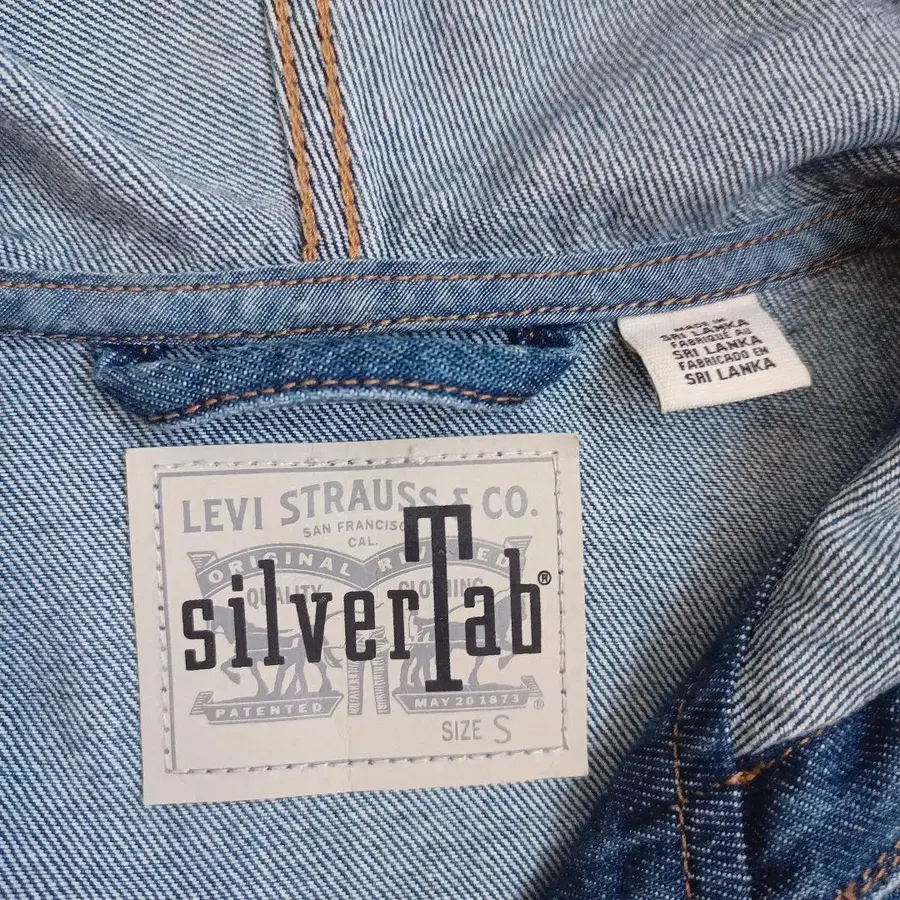 MADE IN
SRI LANKA
FABRIQUÉ AU
SRI LANKA
FABRICADO EN
SRI LANKA
LEVI STRAUSS & CO.
SAN FRANCISCO
CAL.
ORIGINAL RIVETED
QUALITY CLOTHING
silverTab®
PATENTED MAY 20 1873 ®
SIZE S